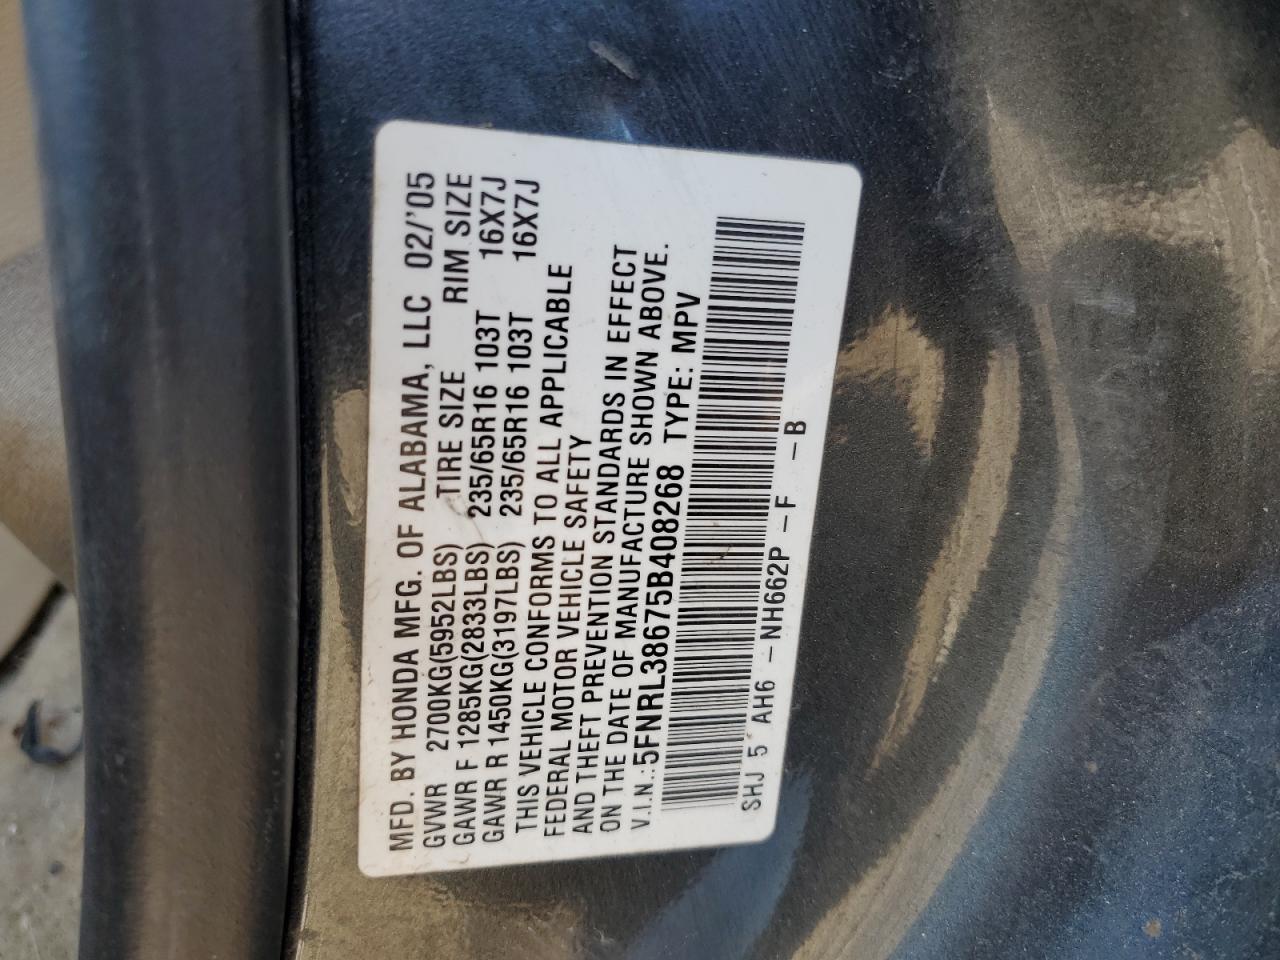 MFD. BY HONDA MFG. OF ALABAMA, LLC 02/'05
GVWR 2700KG(5952LBS) TIRE SIZE RIM SIZE
GAWR F 1285KG(2833LBS) 235/65R16 103T 16X7J
GAWR R 1450KG(3197LBS) 235/65R16 103T 16X7J
THIS VEHICLE CONFORMS TO ALL APPLICABLE
FEDERAL MOTOR VEHICLE SAFETY
AND THEFT PREVENTION STANDARDS IN EFFECT
ON THE DATE OF MANUFACTURE SHOWN ABOVE.
V.I.N.:5FNRL38675B408268 TYPE: MPV
SHJ 5 AH6 -NH662P -F -B